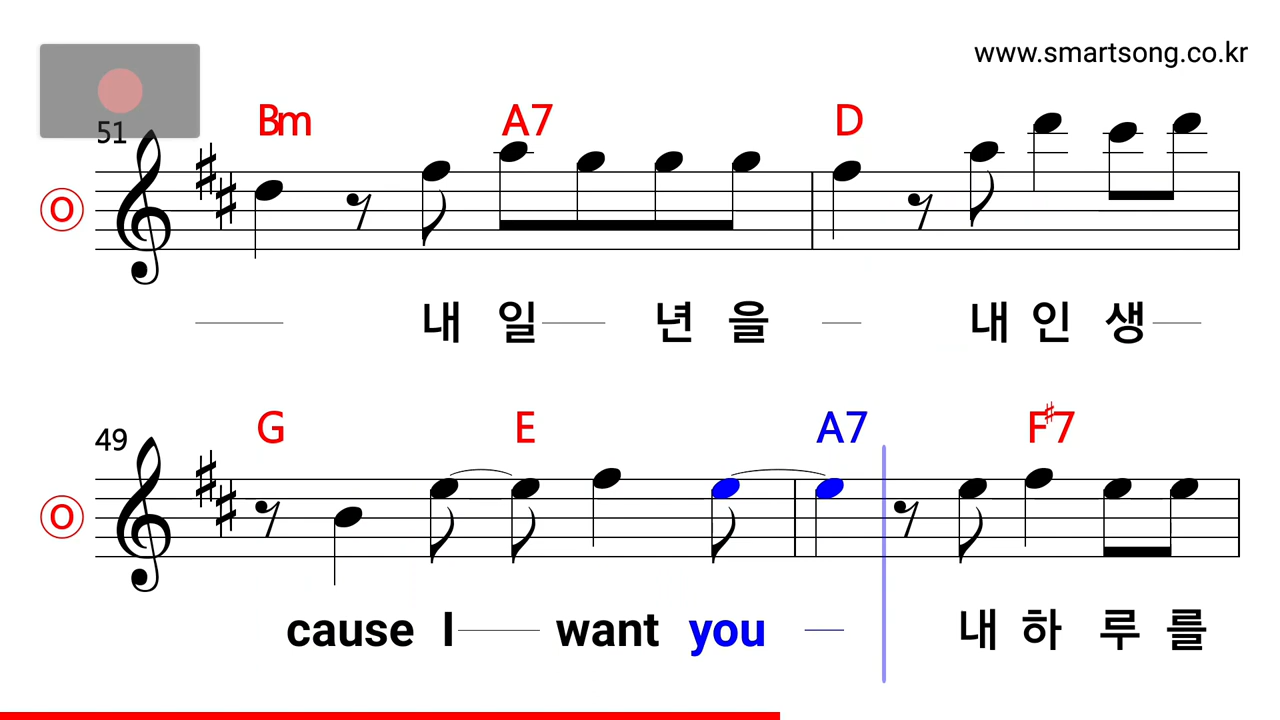 www.smartsong.co.kr
51
Bm A7 D
O
내 일 년 을 내 인 생
49
G E A7 F♯7
O
cause I want you 내 하 루 를